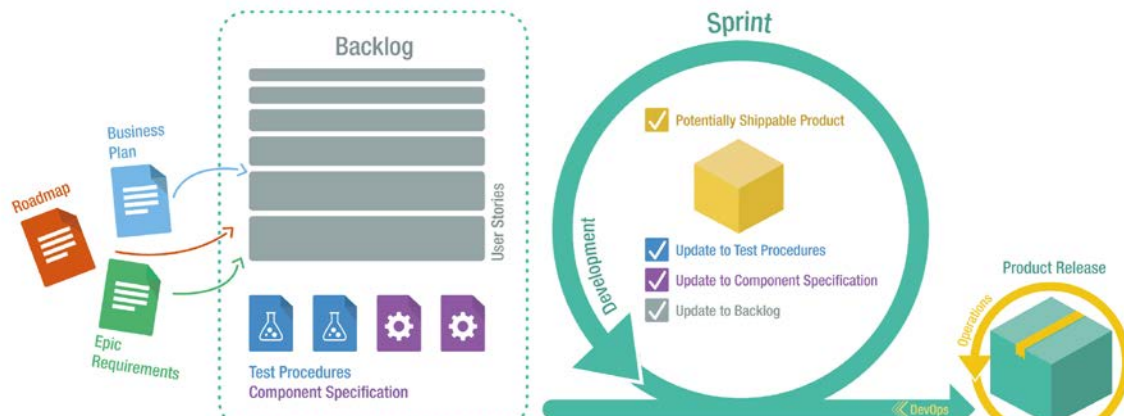 Sprint
Backlog
Business
Plan
Roadmap
Epic
Requirements
User Stories
Test Procedures
Component Specification
Development
Potentially Shippable Product
Update to Test Procedures
Update to Component Specification
Update to Backlog
Product Release
Operations
DevOps